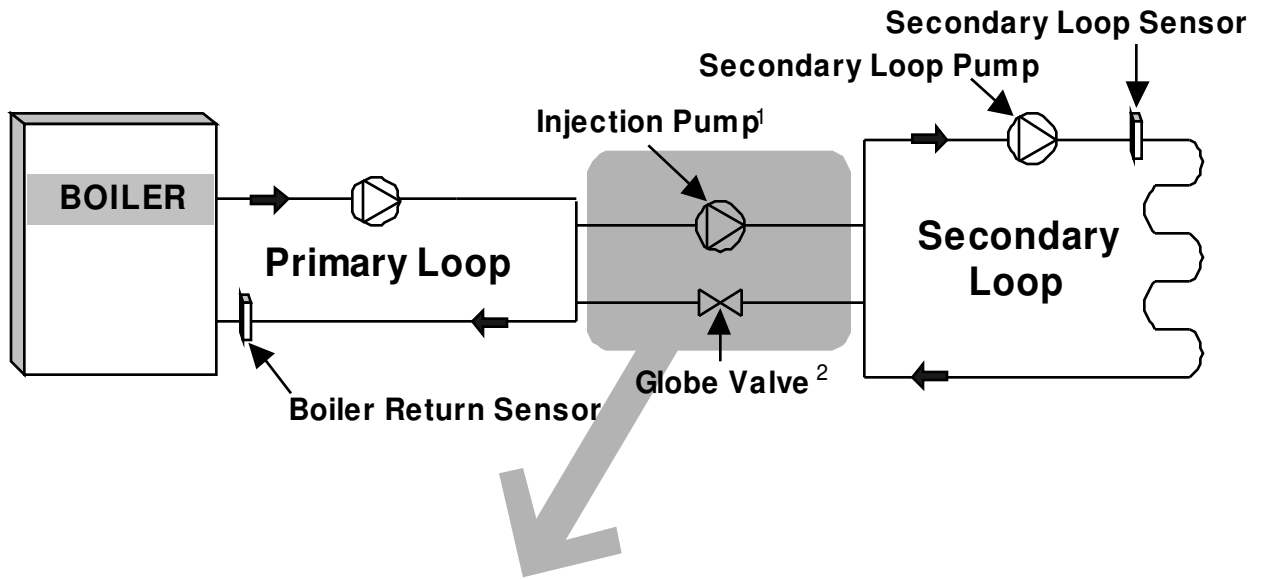 Secondary Loop Sensor
Secondary Loop Pump
Injection Pump1
BOILER
Primary Loop
Secondary
Loop
Globe Valve 2
Boiler Return Sensor